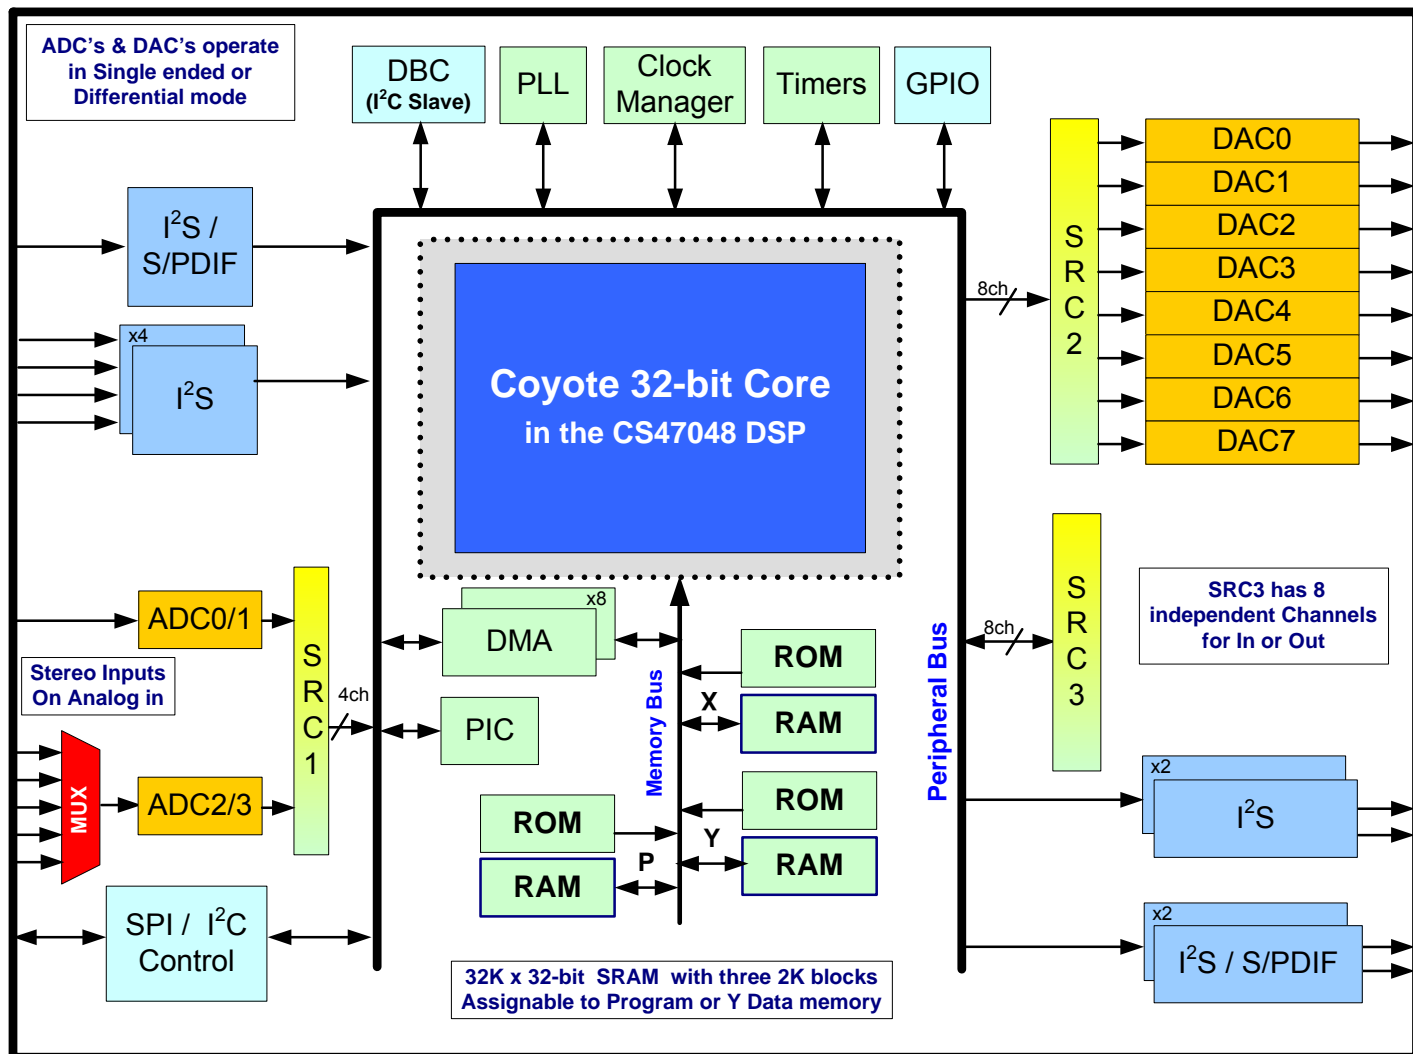 ADC's & DAC's operate
in Single ended or
Differential mode
DBC
(I²C Slave)
PLL
Clock
Manager
Timers
GPIO
I²S /
S/PDIF
x4
I²S
Coyote 32-bit Core
in the CS47048 DSP
8ch
S
R
C
2
DAC0
DAC1
DAC2
DAC3
DAC4
DAC5
DAC6
DAC7
ADC0/1
Stereo Inputs
On Analog in
MUX
ADC2/3
S
R
C
1
4ch
x8
DMA
PIC
Memory Bus
ROM
X
RAM
ROM
Y
RAM
ROM
P
RAM
Peripheral Bus
8ch
S
R
C
3
SRC3 has 8
independent Channels
for In or Out
x2
I²S
x2
I²S / S/PDIF
SPI / I²C
Control
32K x 32-bit SRAM with three 2K blocks
Assignable to Program or Y Data memory